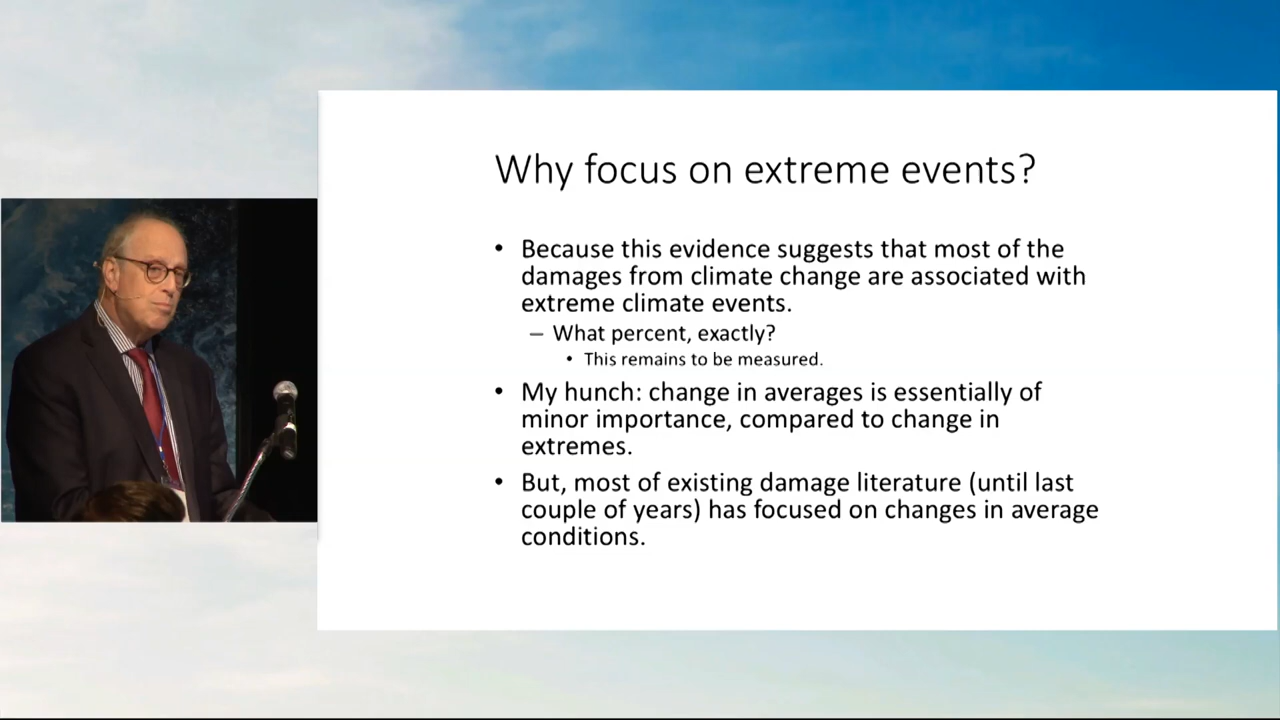 Why focus on extreme events?
• Because this evidence suggests that most of the
damages from climate change are associated with
extreme climate events.
– What percent, exactly?
• This remains to be measured.
• My hunch: change in averages is essentially of
minor importance, compared to change in
extremes.
• But, most of existing damage literature (until last
couple of years) has focused on changes in average
conditions.